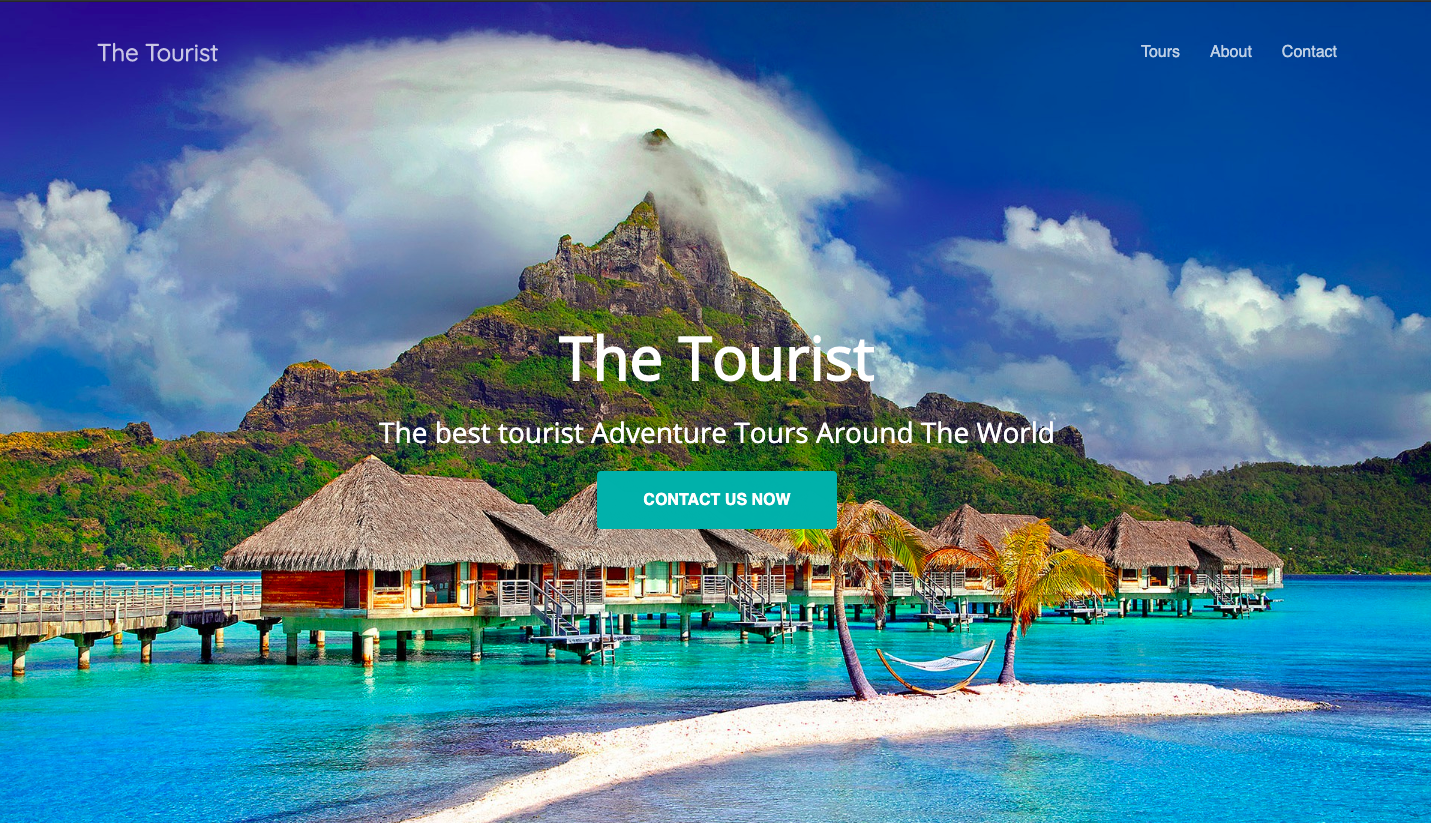 The Tourist
Tours About Contact
The Tourist
The best tourist Adventure Tours Around The World
CONTACT US NOW